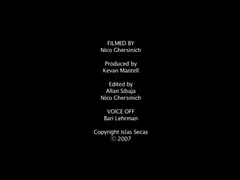 FILMED BY
Nico Ghersinich
Produced by
Kevan Mantell
Edited by
Allan Sibaja
Nico Ghersinich
VOICE OFF
Bari Lehrman
Copyright Islas Secas
© 2007